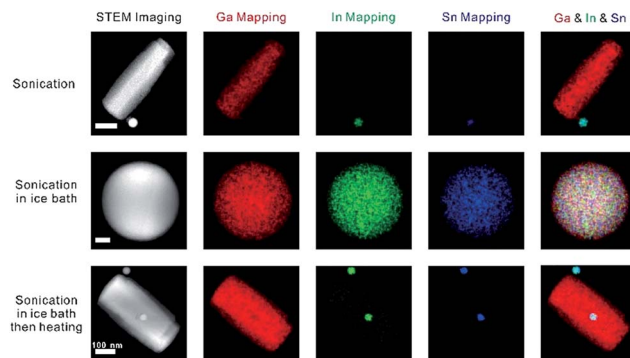 STEM Imaging Ga Mapping In Mapping Sn Mapping Ga & In & Sn
Sonication
Sonication
in ice bath
Sonication
in ice bath
then heating
100 nm